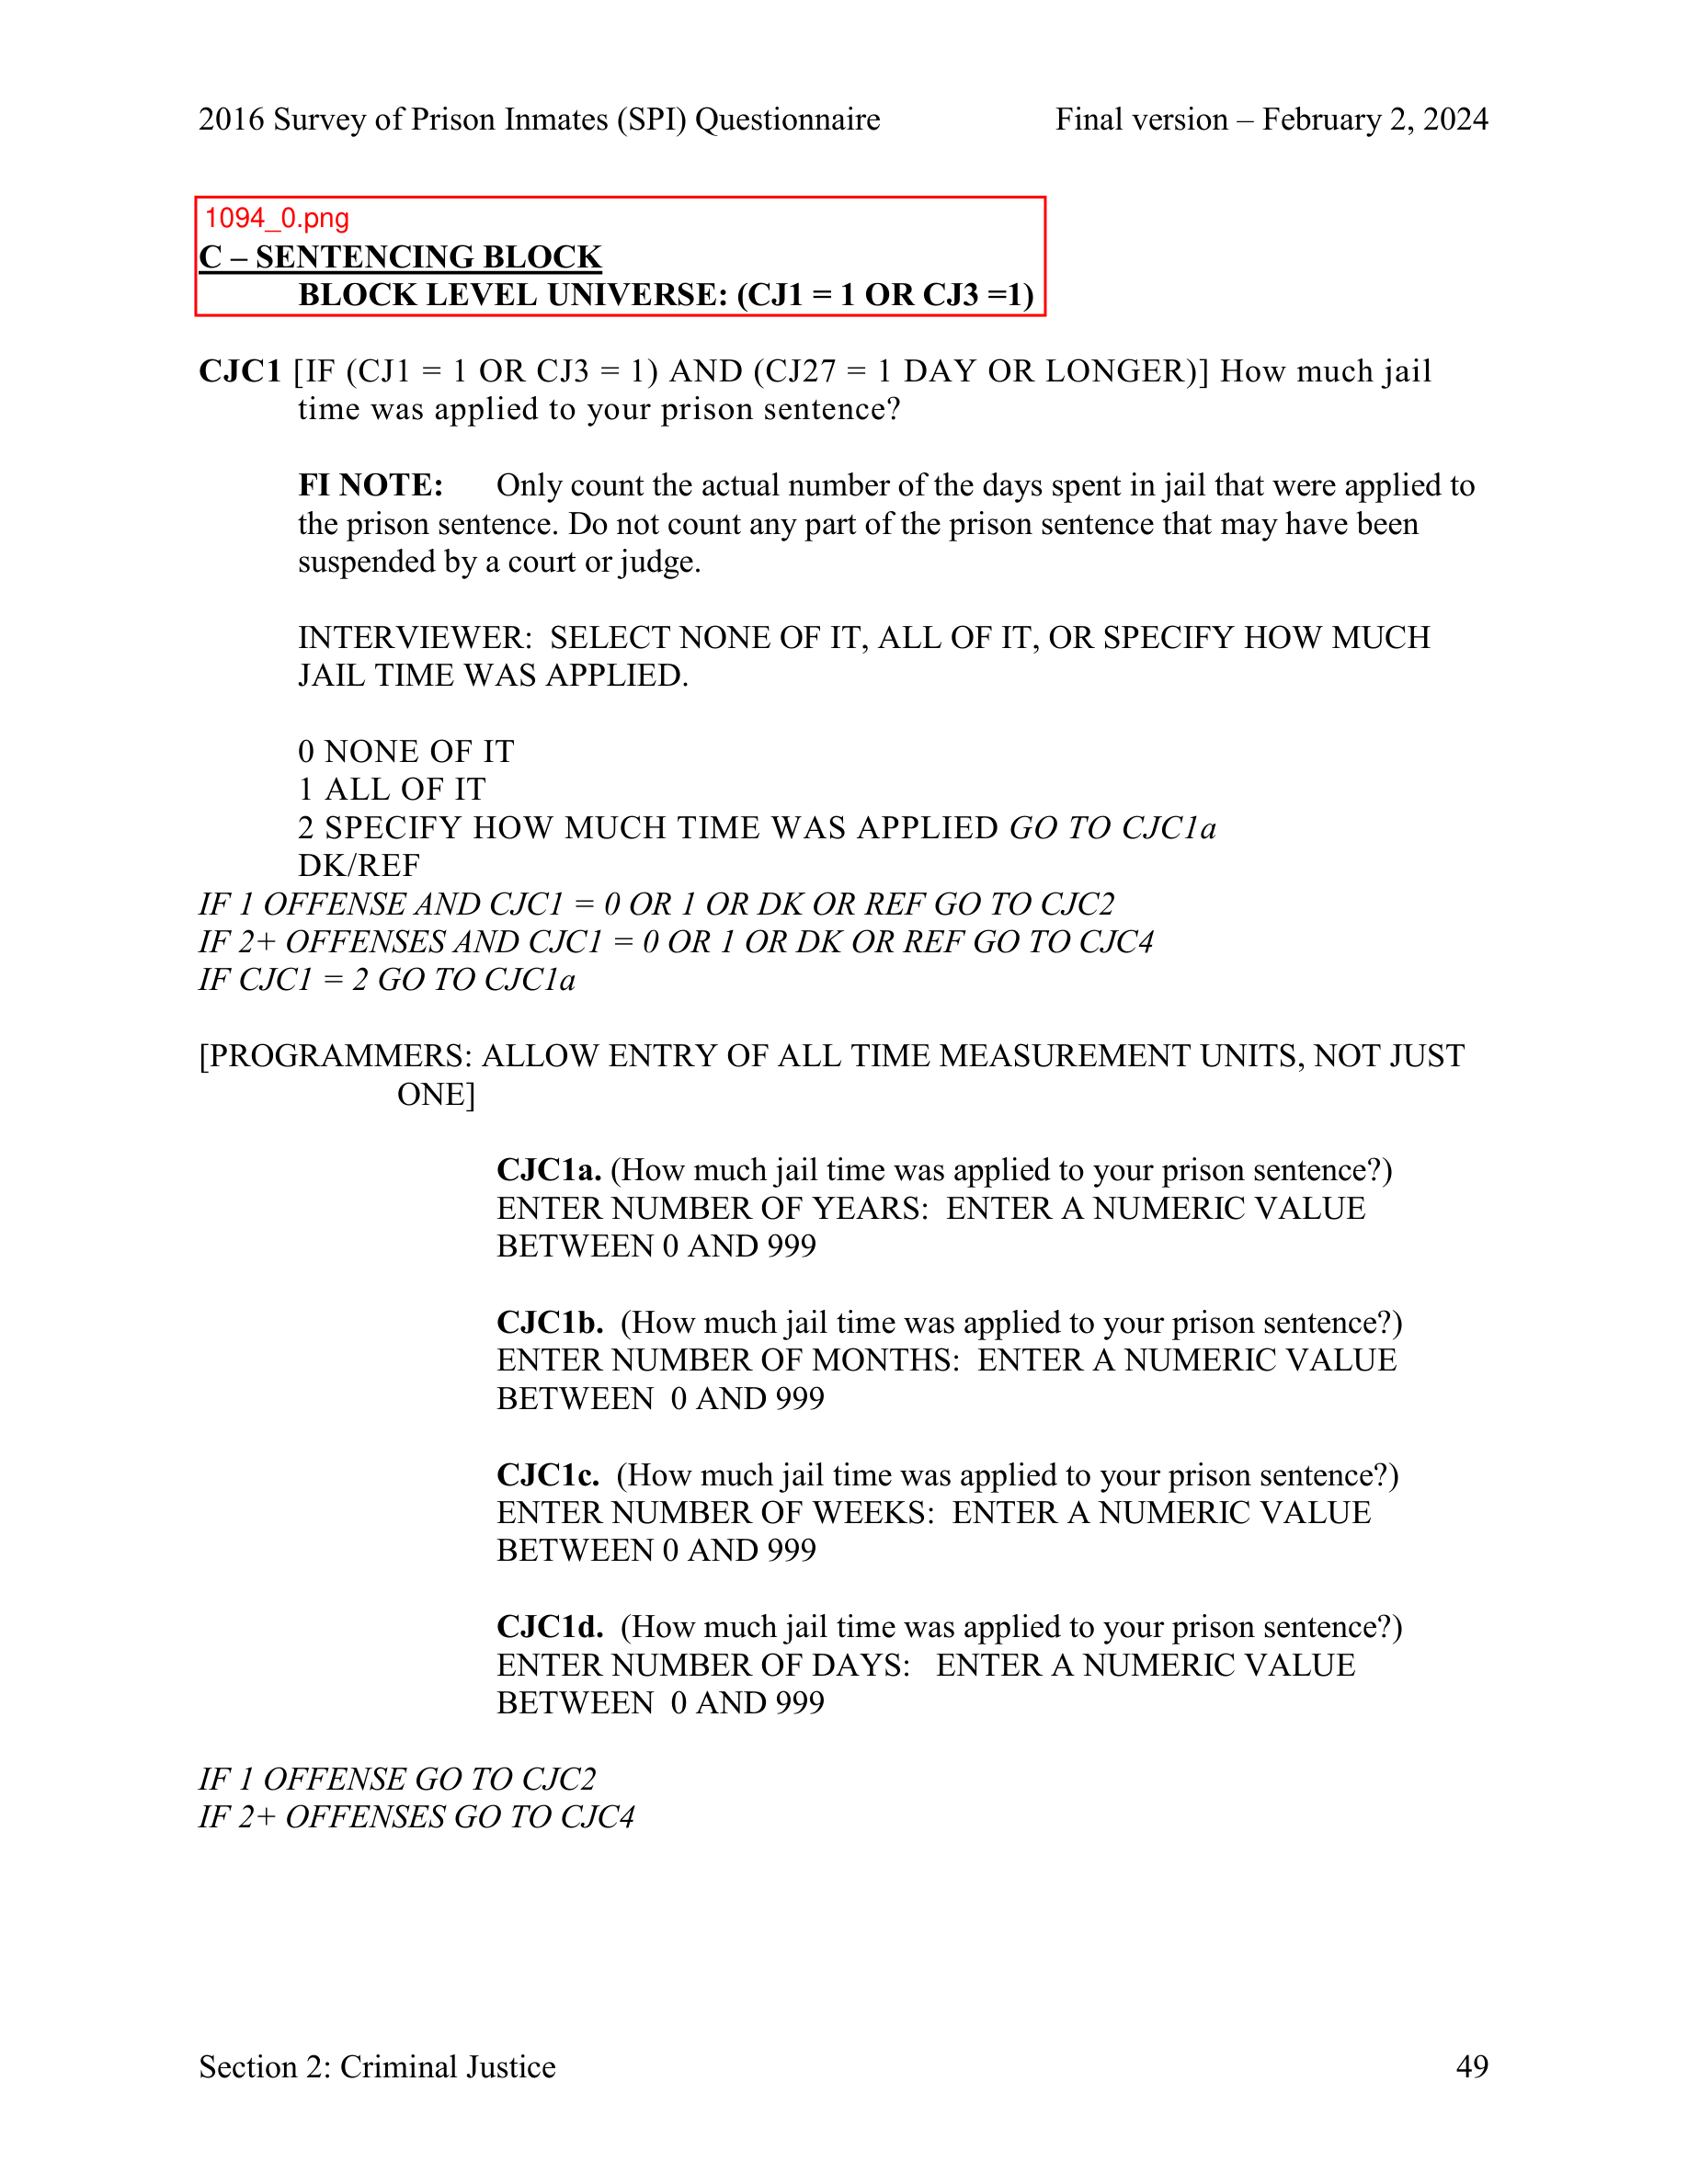 2016 Survey of Prison Inmates (SPI) Questionnaire Final version – February 2, 2024
1094_0.png
C – SENTENCING BLOCK
BLOCK LEVEL UNIVERSE: (CJ1 = 1 OR CJ3 =1)
CJC1 [IF (CJ1 = 1 OR CJ3 = 1) AND (CJ27 = 1 DAY OR LONGER)] How much jail
time was applied to your prison sentence?
FI NOTE: Only count the actual number of the days spent in jail that were applied to
the prison sentence. Do not count any part of the prison sentence that may have been
suspended by a court or judge.
INTERVIEWER: SELECT NONE OF IT, ALL OF IT, OR SPECIFY HOW MUCH
JAIL TIME WAS APPLIED.
0 NONE OF IT
1 ALL OF IT
2 SPECIFY HOW MUCH TIME WAS APPLIED GO TO CJC1a
DK/REF
IF 1 OFFENSE AND CJC1 = 0 OR 1 OR DK OR REF GO TO CJC2
IF 2+ OFFENSES AND CJC1 = 0 OR 1 OR DK OR REF GO TO CJC4
IF CJC1 = 2 GO TO CJC1a
[PROGRAMMERS: ALLOW ENTRY OF ALL TIME MEASUREMENT UNITS, NOT JUST
ONE]
CJC1a. (How much jail time was applied to your prison sentence?)
ENTER NUMBER OF YEARS: ENTER A NUMERIC VALUE
BETWEEN 0 AND 999
CJC1b. (How much jail time was applied to your prison sentence?)
ENTER NUMBER OF MONTHS: ENTER A NUMERIC VALUE
BETWEEN 0 AND 999
CJC1c. (How much jail time was applied to your prison sentence?)
ENTER NUMBER OF WEEKS: ENTER A NUMERIC VALUE
BETWEEN 0 AND 999
CJC1d. (How much jail time was applied to your prison sentence?)
ENTER NUMBER OF DAYS: ENTER A NUMERIC VALUE
BETWEEN 0 AND 999
IF 1 OFFENSE GO TO CJC2
IF 2+ OFFENSES GO TO CJC4
Section 2: Criminal Justice 49